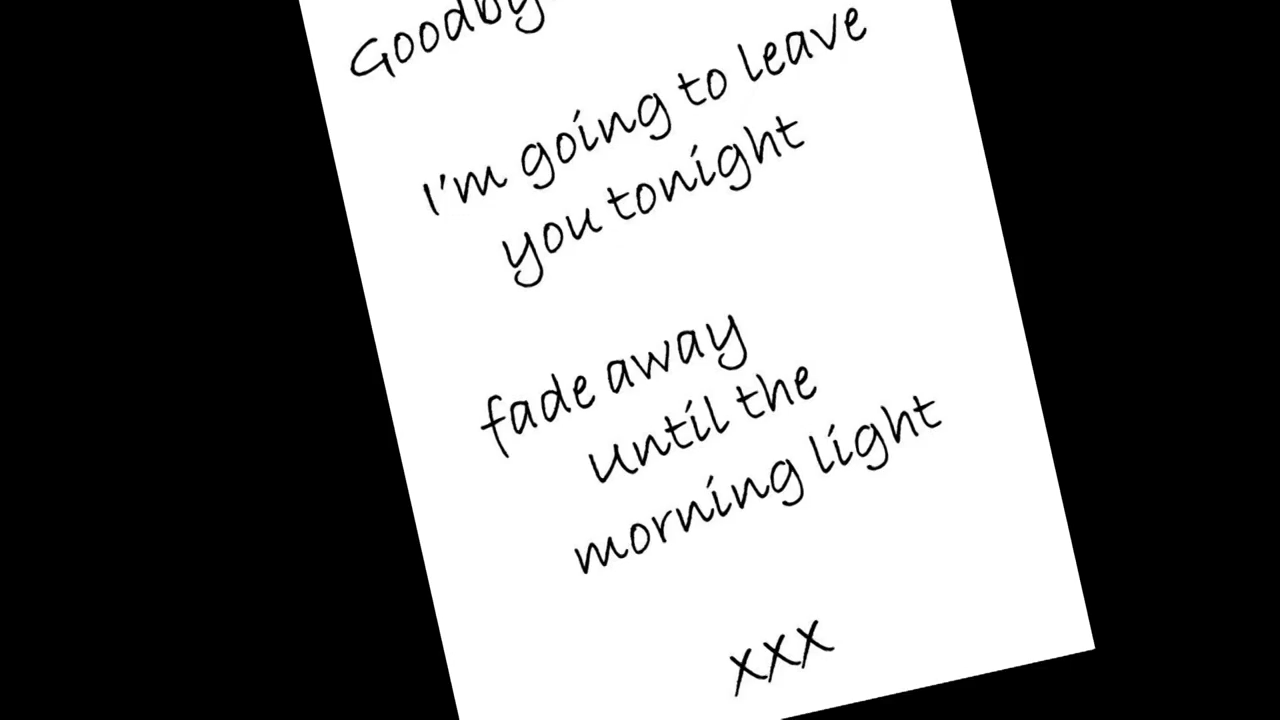 I'm going to leave
you tonight
fade away
until the
morning light
xxx